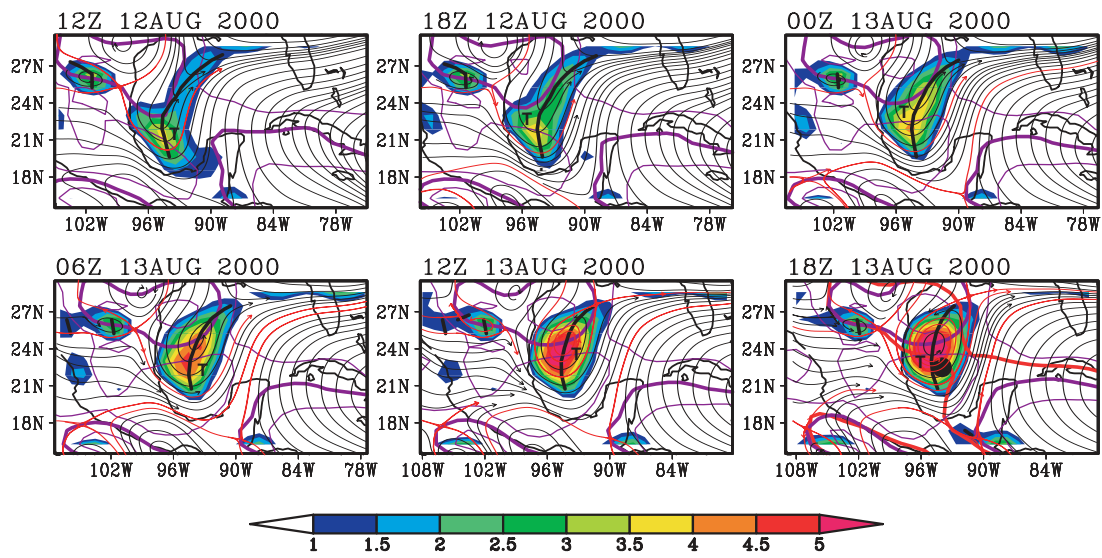 12Z 12AUG 2000 18Z 12AUG 2000 00Z 13AUG 2000
27N 27N 27N
24N 24N 24N
T T T
21N 21N 21N
18N 18N 18N
102W 96W 90W 84W 78W 102W 96W 90W 84W 78W 102W 96W 90W 84W 78W
06Z 13AUG 2000 12Z 13AUG 2000 18Z 13AUG 2000
27N 27N 27N
24N 24N 24N
T T T
21N 21N 21N
18N 18N 18N
102W 96W 90W 84W 78W 108W 102W 96W 90W 84W 108W 102W 96W 90W 84W
1 1.5 2 2.5 3 3.5 4 4.5 5